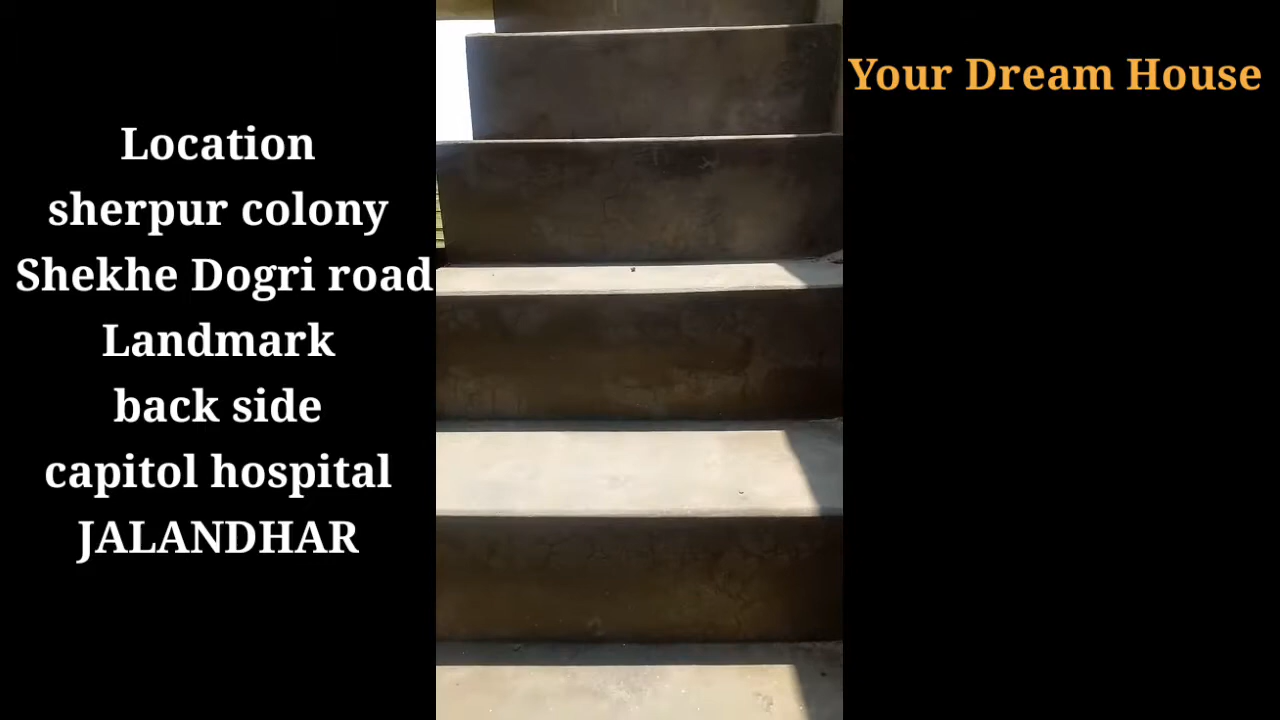 Location
sherpur colony
Shekhe Dogri road
Landmark
back side
capitol hospital
JALANDHAR
Your Dream House